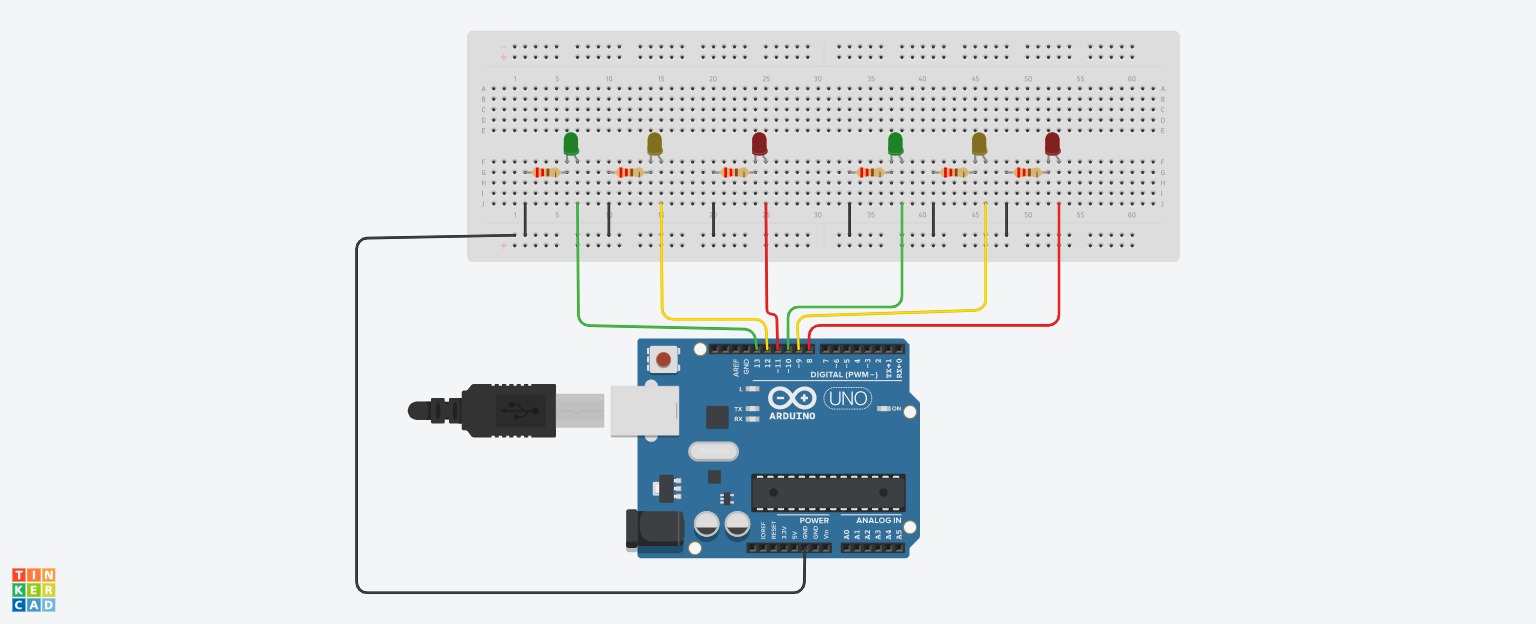 − −
+ +
1 5 10 15 20 25 30 35 40 45 50 55 60
A A
B B
C C
D D
E E
F F
G G
H H
I I
J J
1 5 10 15 20 25 30 35 40 45 50 55 60
+
AREF GND 13 12 ~11 ~10 ~9 8 7 ~6 ~5 4 ~3 2 TX→1 RX←0
DIGITAL (PWM~)
L
TX
RX
ARDUINO
UNO
ON
POWER ANALOG IN
IOREF RESET 3.3V 5V GND GND Vin A0 A1 A2 A3 A4 A5
TIN
KER
CAD